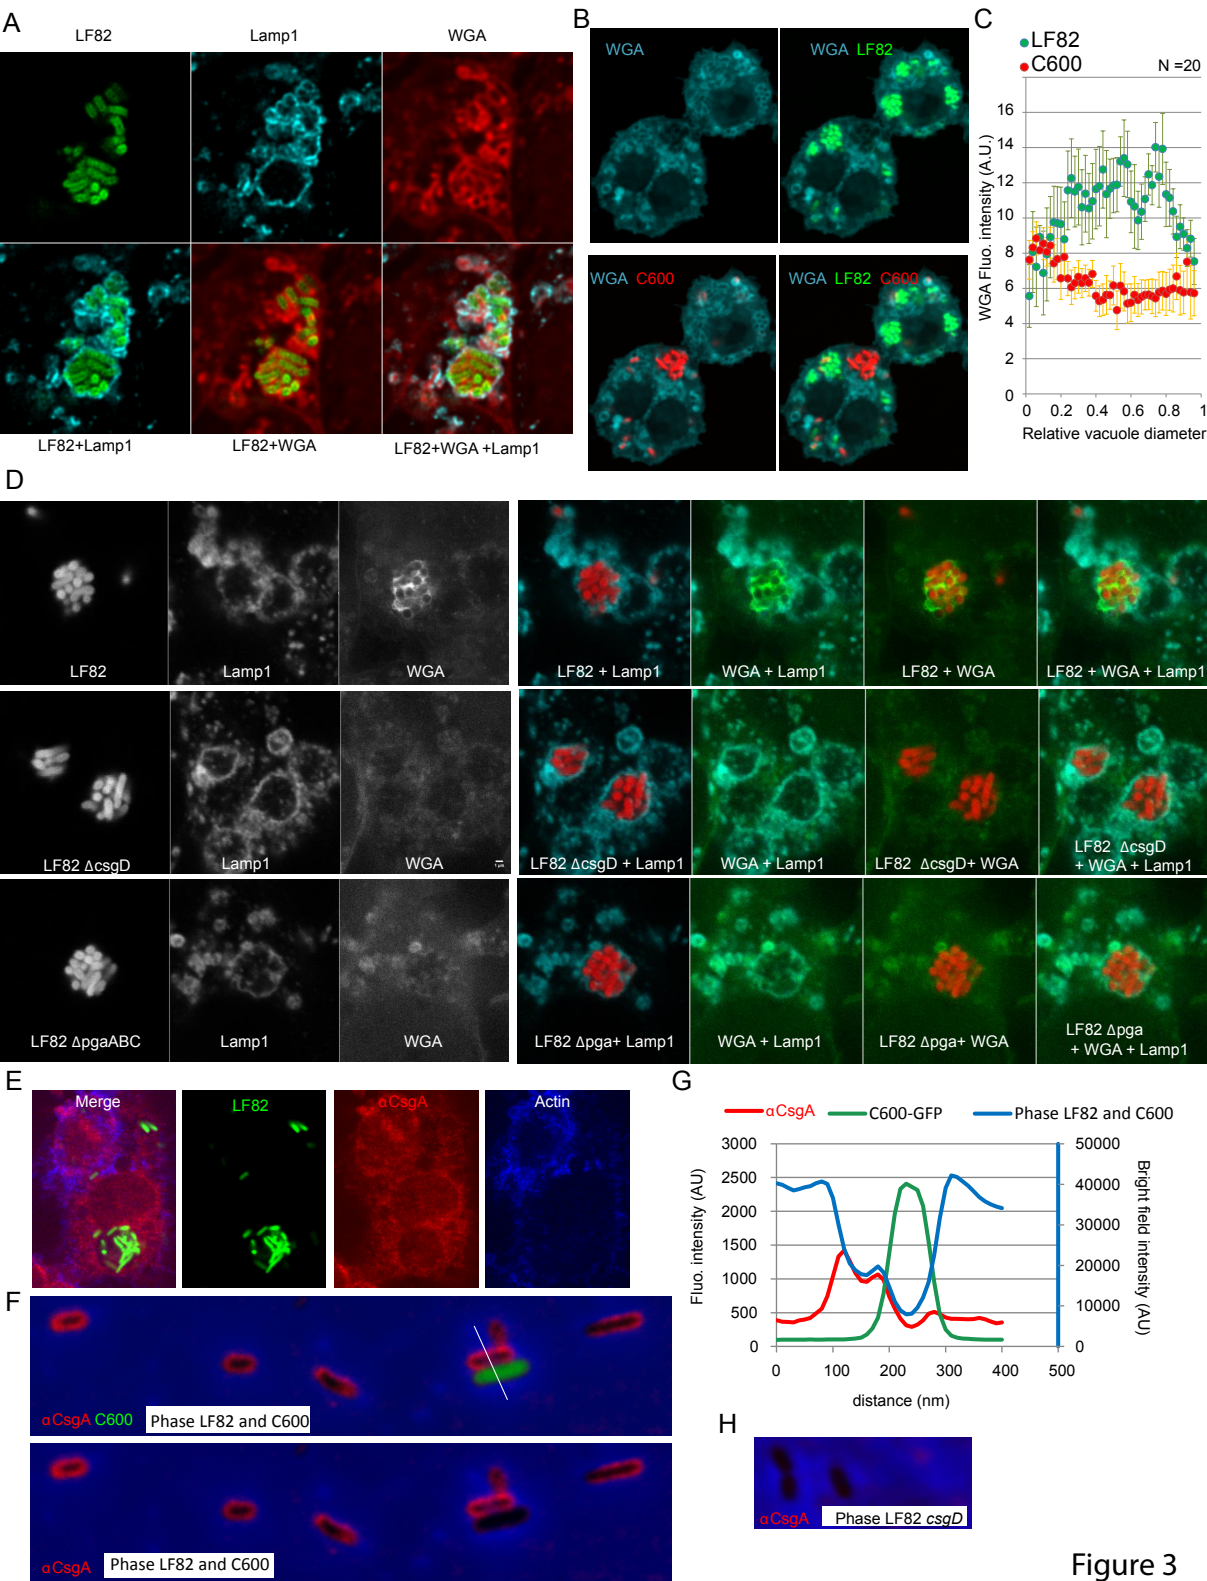 A
LF82
Lamp1
WGA
LF82+Lamp1
LF82+WGA
LF82+WGA +Lamp1
B
WGA
WGA LF82
WGA C600
WGA LF82 C600
C
LF82
C600
N =20
WGA Fluo. intensity (A.U.)
18
16
14
12
10
8
6
4
2
0
0
0.2
0.4
0.6
0.8
1
Relative vacuole diameter
D
LF82
Lamp1
WGA
LF82 + Lamp1
WGA + Lamp1
LF82 + WGA
LF82 + WGA + Lamp1
LF82 ΔcsgD
Lamp1
WGA
LF82 ΔcsgD + Lamp1
WGA + Lamp1
LF82 ΔcsgD+ WGA
LF82 ΔcsgD
+ WGA + Lamp1
LF82 ΔpgaABC
Lamp1
WGA
LF82 Δpga+ Lamp1
WGA + Lamp1
LF82 Δpga+ WGA
LF82 Δpga
+ WGA + Lamp1
E
Merge
LF82
αCsgA
Actin
F
αCsgA C600
Phase LF82 and C600
αCsgA
Phase LF82 and C600
G
αCsgA
C600-GFP
Phase LF82 and C600
Fluo. intensity (AU)
3000
2500
2000
1500
1000
500
0
50000
40000
30000
20000
10000
0
Bright field intensity (AU)
0
100
200
300
400
500
distance (nm)
H
αCsgA
Phase LF82 csgD
Figure 3